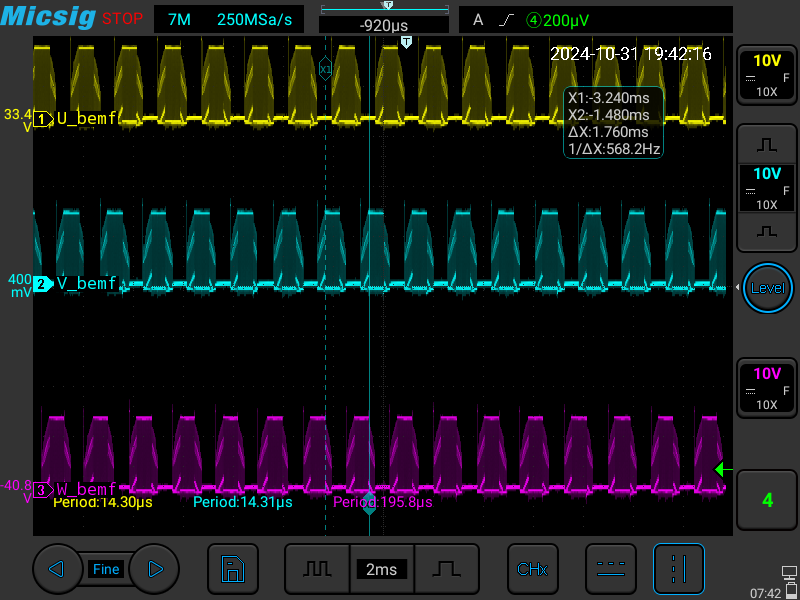 Micsig STOP 7M 250MSa/s T -920µs A 4 200µV
T
2024-10-31 19:42:16
X1
X1:-3.240ms
X2:-1.480ms
ΔX:1.760ms
1/ΔX:568.2Hz
33.4 V 1 U_bemf
400 mV 2 V_bemf
-40.8 V 3 W_bemf
Period:14.30µs Period:14.31µs Period:195.8µs
10V
F
10X
10V
F
10X
Level
10V
F
10X
4
Fine 2ms CHx
07:42